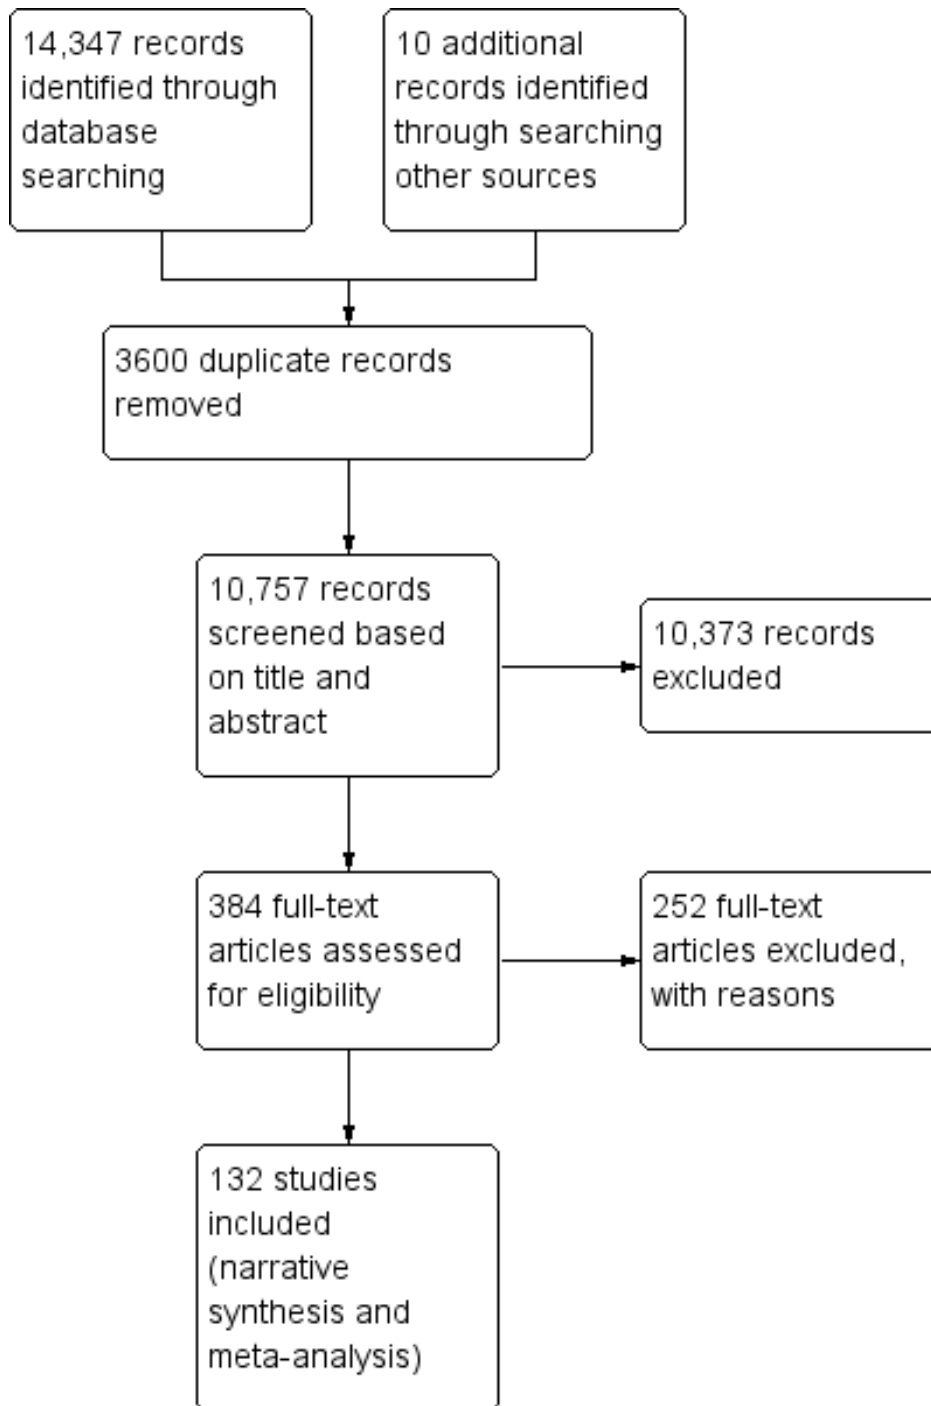 14,347 records
identified through
database
searching
10 additional
records identified
through searching
other sources
3600 duplicate records
removed
10,757 records
screened based
on title and
abstract
10,373 records
excluded
384 full-text
articles assessed
for eligibility
252 full-text
articles excluded,
with reasons
132 studies
included
(narrative
synthesis and
meta-analysis)